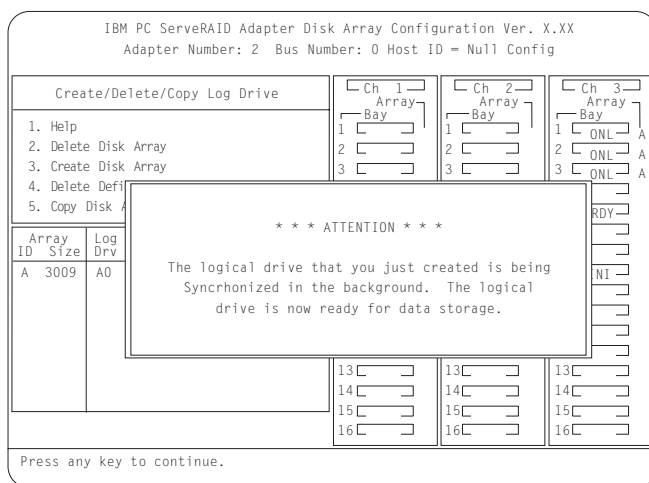 IBM PC ServeRAID Adapter Disk Array Configuration Ver. X.XX
Adapter Number: 2 Bus Number: 0 Host ID = Null Config
Create/Delete/Copy Log Drive
1. Help
2. Delete Disk Array
3. Create Disk Array
4. Delete Defi
5. Copy Disk A
Array Log
ID Size Drv
A 3009 A0
Ch 1
Array
Bay
1
2
3
13
14
15
16
Ch 2
Array
Bay
1
2
3
13
14
15
16
Ch 3
Array
Bay
1 ONL A
2 ONL A
3 ONL A
RDY
INI
13
14
15
16
* * * ATTENTION * * *
The logical drive that you just created is being
Syncrhonized in the background. The logical
drive is now ready for data storage.
Press any key to continue.